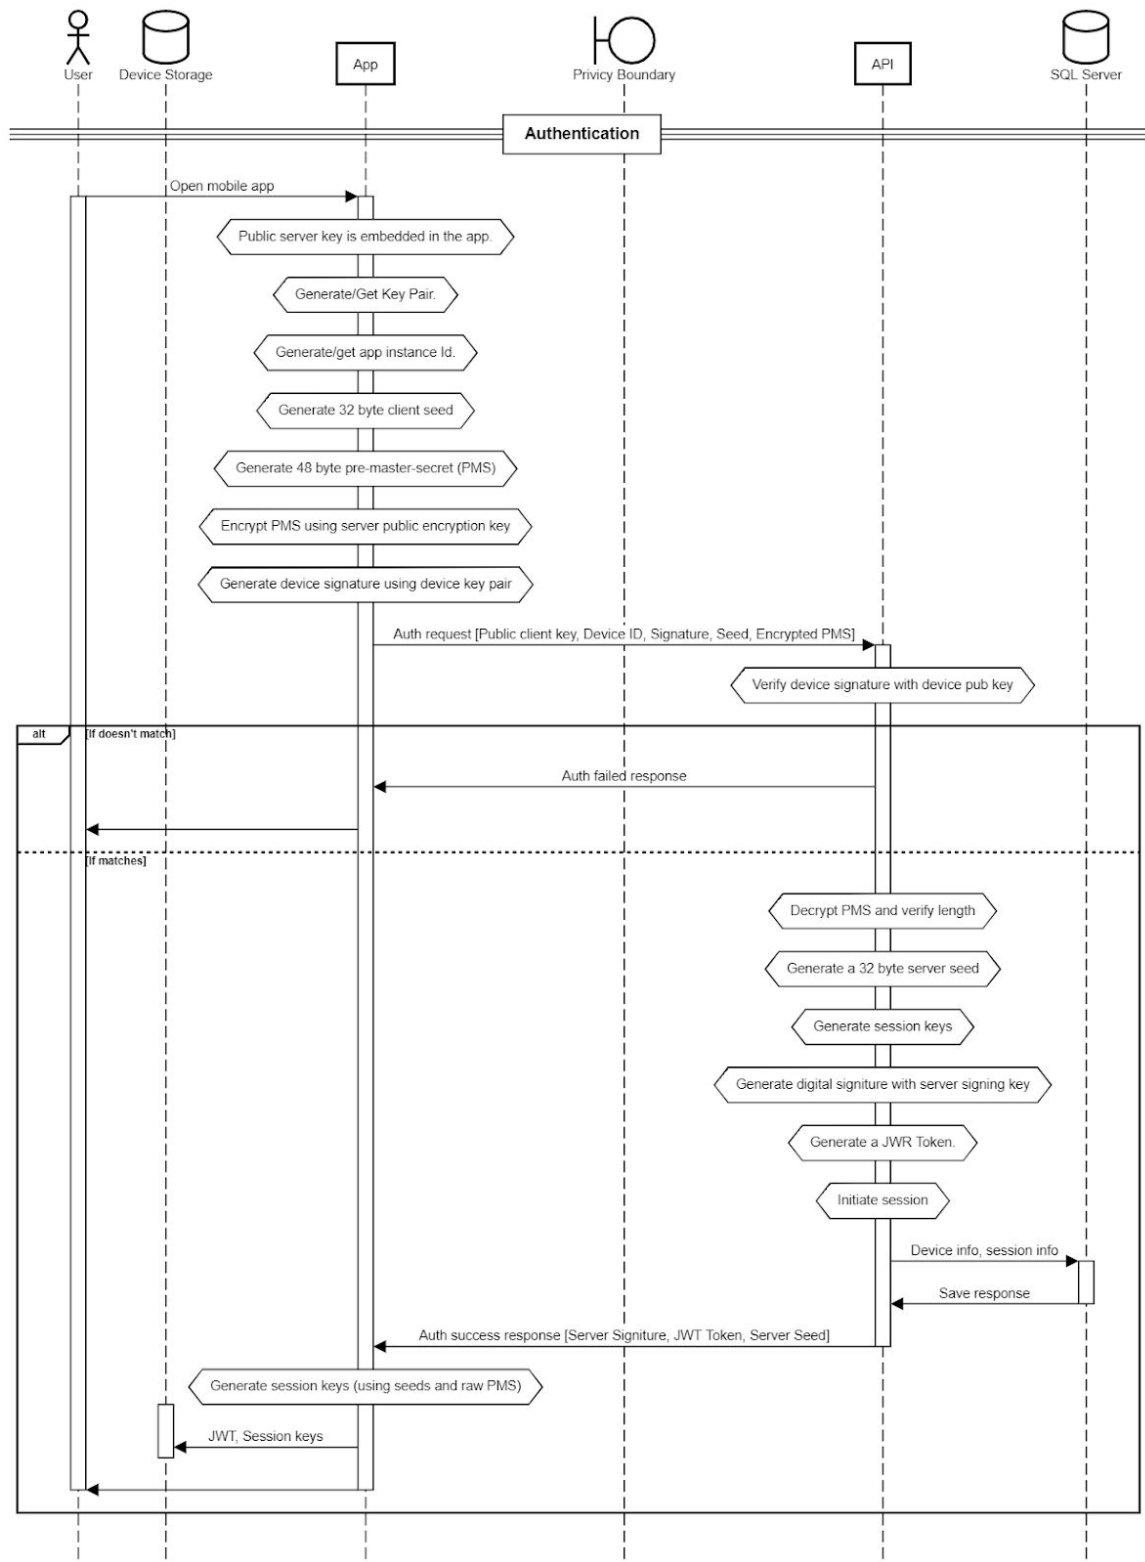 User
Device Storage
App
Privicy Boundary
API
SQL Server
Authentication
Open mobile app
Public server key is embedded in the app.
Generate/Get Key Pair.
Generate/get app instance Id.
Generate 32 byte client seed
Generate 48 byte pre-master-secret (PMS)
Encrypt PMS using server public encryption key
Generate device signature using device key pair
Auth request [Public client key, Device ID, Signature, Seed, Encrypted PMS]
Verify device signature with device pub key
alt
[If doesn't match]
Auth failed response
[If matches]
Decrypt PMS and verify length
Generate a 32 byte server seed
Generate session keys
Generate digital signiture with server signing key
Generate a JWR Token.
Initiate session
Device info, session info
Save response
Auth success response [Server Signiture, JWT Token, Server Seed]
Generate session keys (using seeds and raw PMS)
JWT, Session keys